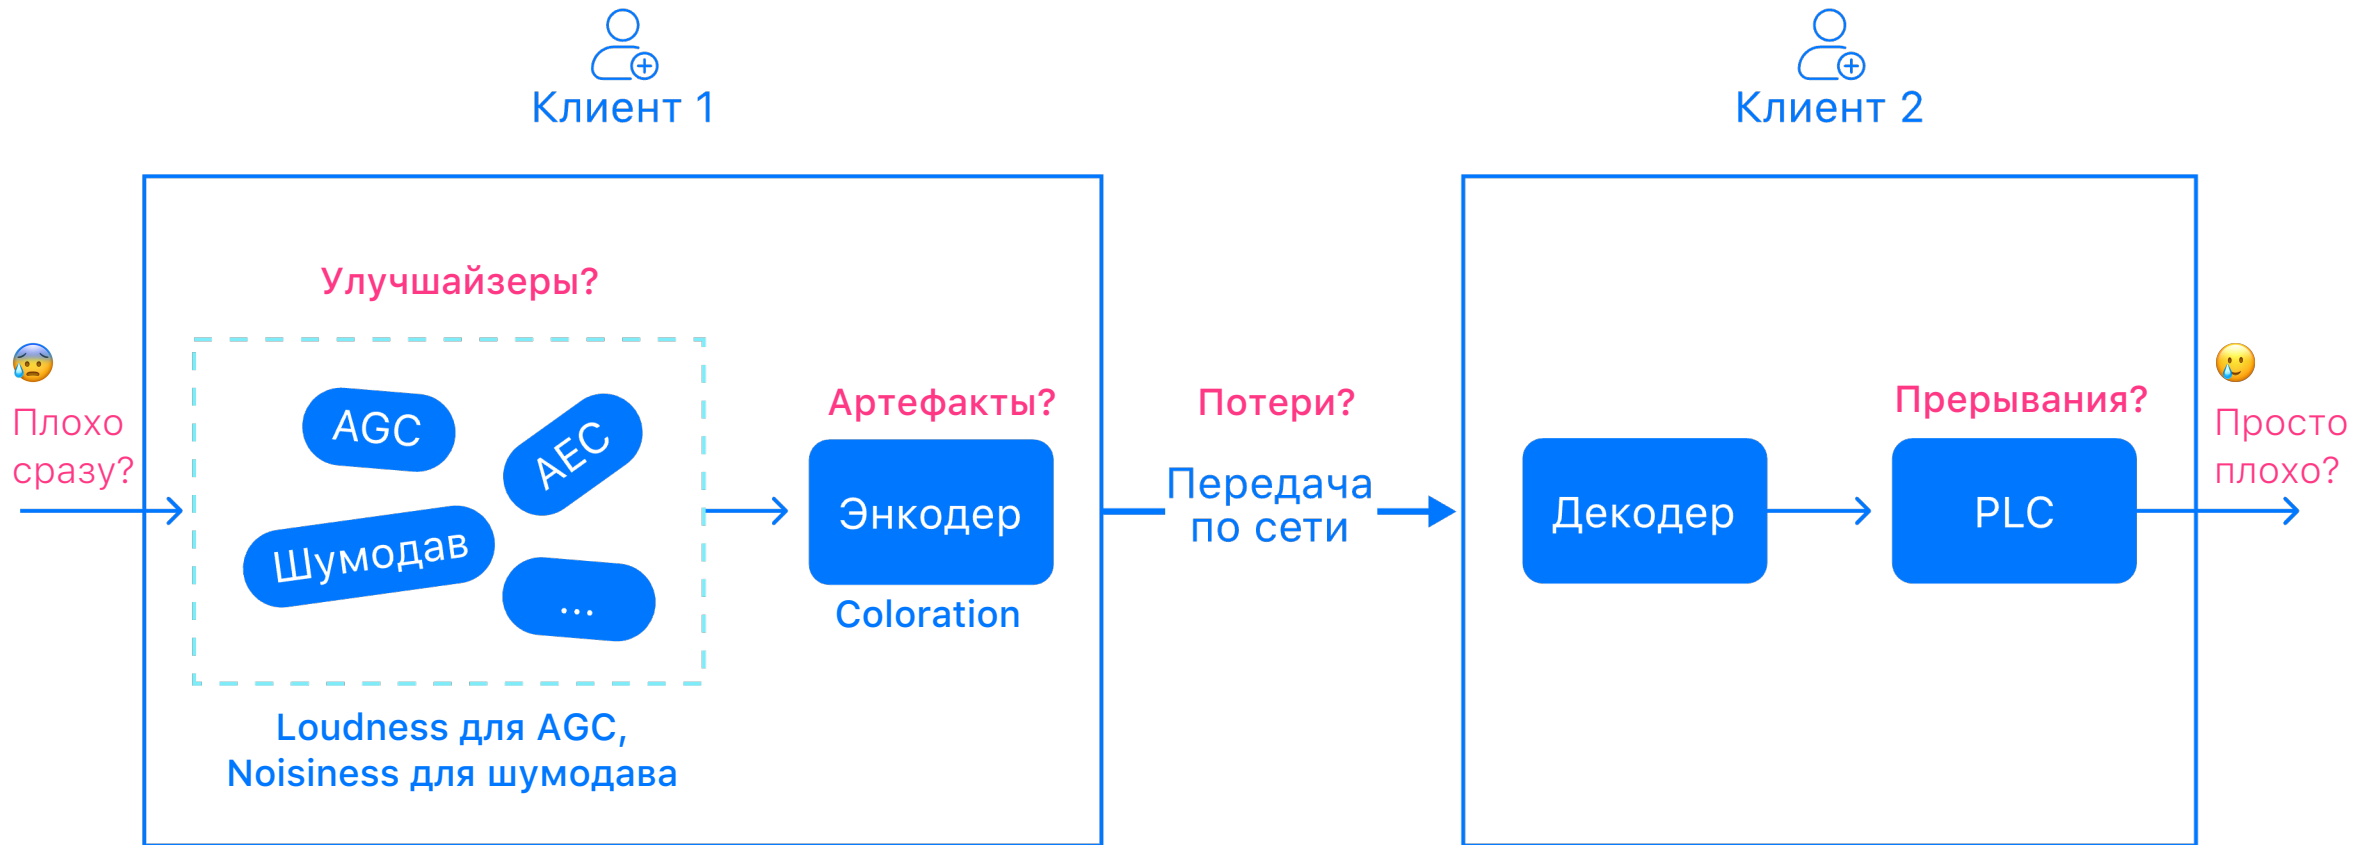 Клиент 1
Клиент 2
Улучшайзеры?
Плохо
сразу?
AGC
AEC
Шумодав
...
Loudness для AGC,
Noisiness для шумодава
Артефакты?
Энкодер
Coloration
Потери?
Передача
по сети
Декодер
Прерывания?
PLC
Просто
плохо?